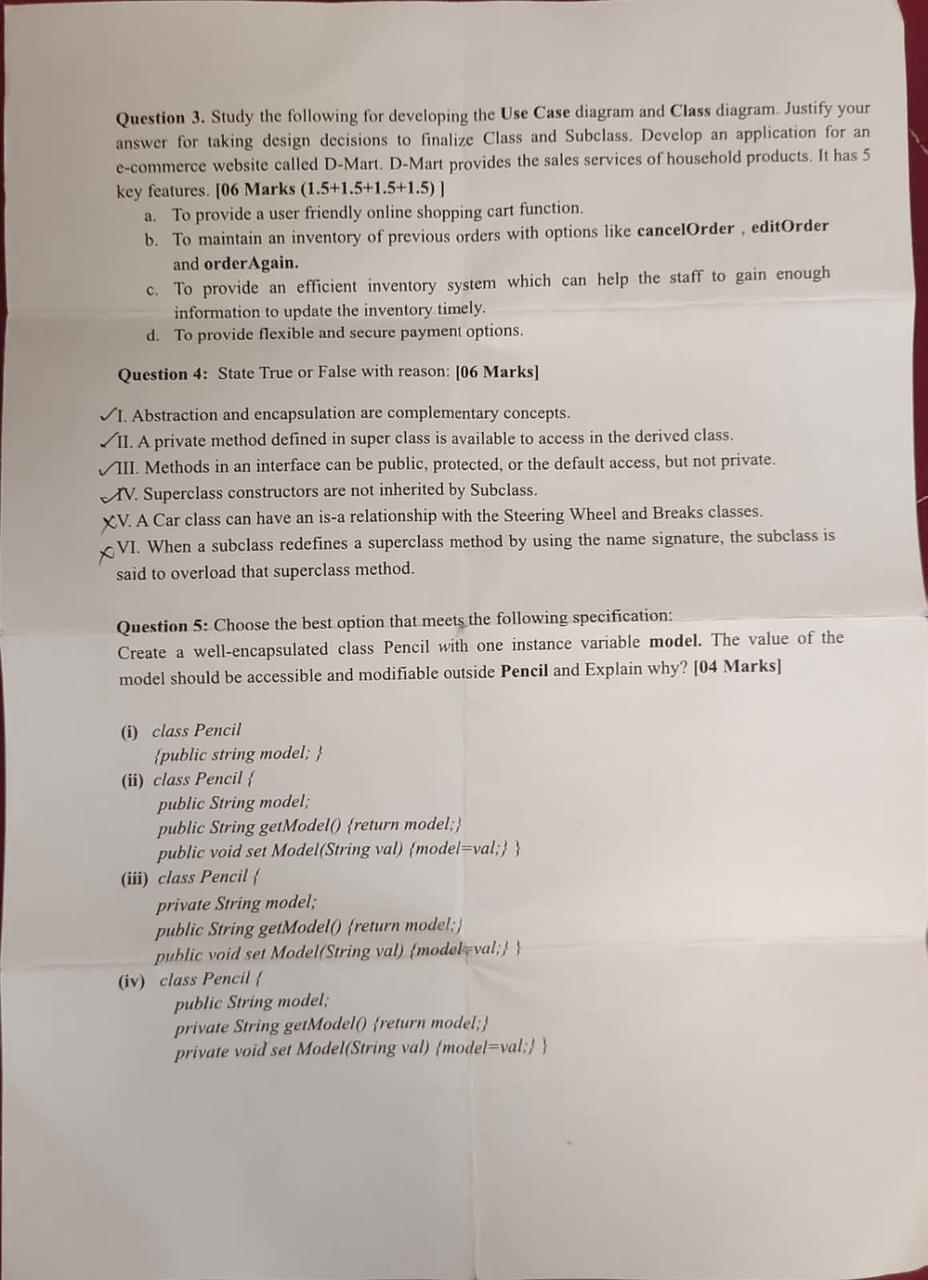 Question 3. Study the following for developing the Use Case diagram and Class diagram. Justify your
answer for taking design decisions to finalize Class and Subclass. Develop an application for an
e-commerce website called D-Mart. D-Mart provides the sales services of household products. It has 5
key features. [06 Marks (1.5+1.5+1.5+1.5) ]
a. To provide a user friendly online shopping cart function.
b. To maintain an inventory of previous orders with options like cancelOrder , editOrder
and orderAgain.
c. To provide an efficient inventory system which can help the staff to gain enough
information to update the inventory timely.
d. To provide flexible and secure payment options.
Question 4: State True or False with reason: [06 Marks]
✓I. Abstraction and encapsulation are complementary concepts.
✓II. A private method defined in super class is available to access in the derived class.
✓III. Methods in an interface can be public, protected, or the default access, but not private.
✓IV. Superclass constructors are not inherited by Subclass.
✗V. A Car class can have an is-a relationship with the Steering Wheel and Breaks classes.
✗VI. When a subclass redefines a superclass method by using the name signature, the subclass is
said to overload that superclass method.
Question 5: Choose the best option that meets the following specification:
Create a well-encapsulated class Pencil with one instance variable model. The value of the
model should be accessible and modifiable outside Pencil and Explain why? [04 Marks]
(i) class Pencil
{public string model; }
(ii) class Pencil {
public String model;
public String getModel() {return model;}
public void set Model(String val) {model=val;} }
(iii) class Pencil {
private String model;
public String getModel() {return model;}
public void set Model(String val) {model=val;} }
(iv) class Pencil {
public String model;
private String getModel() {return model;}
private void set Model(String val) {model=val;} }